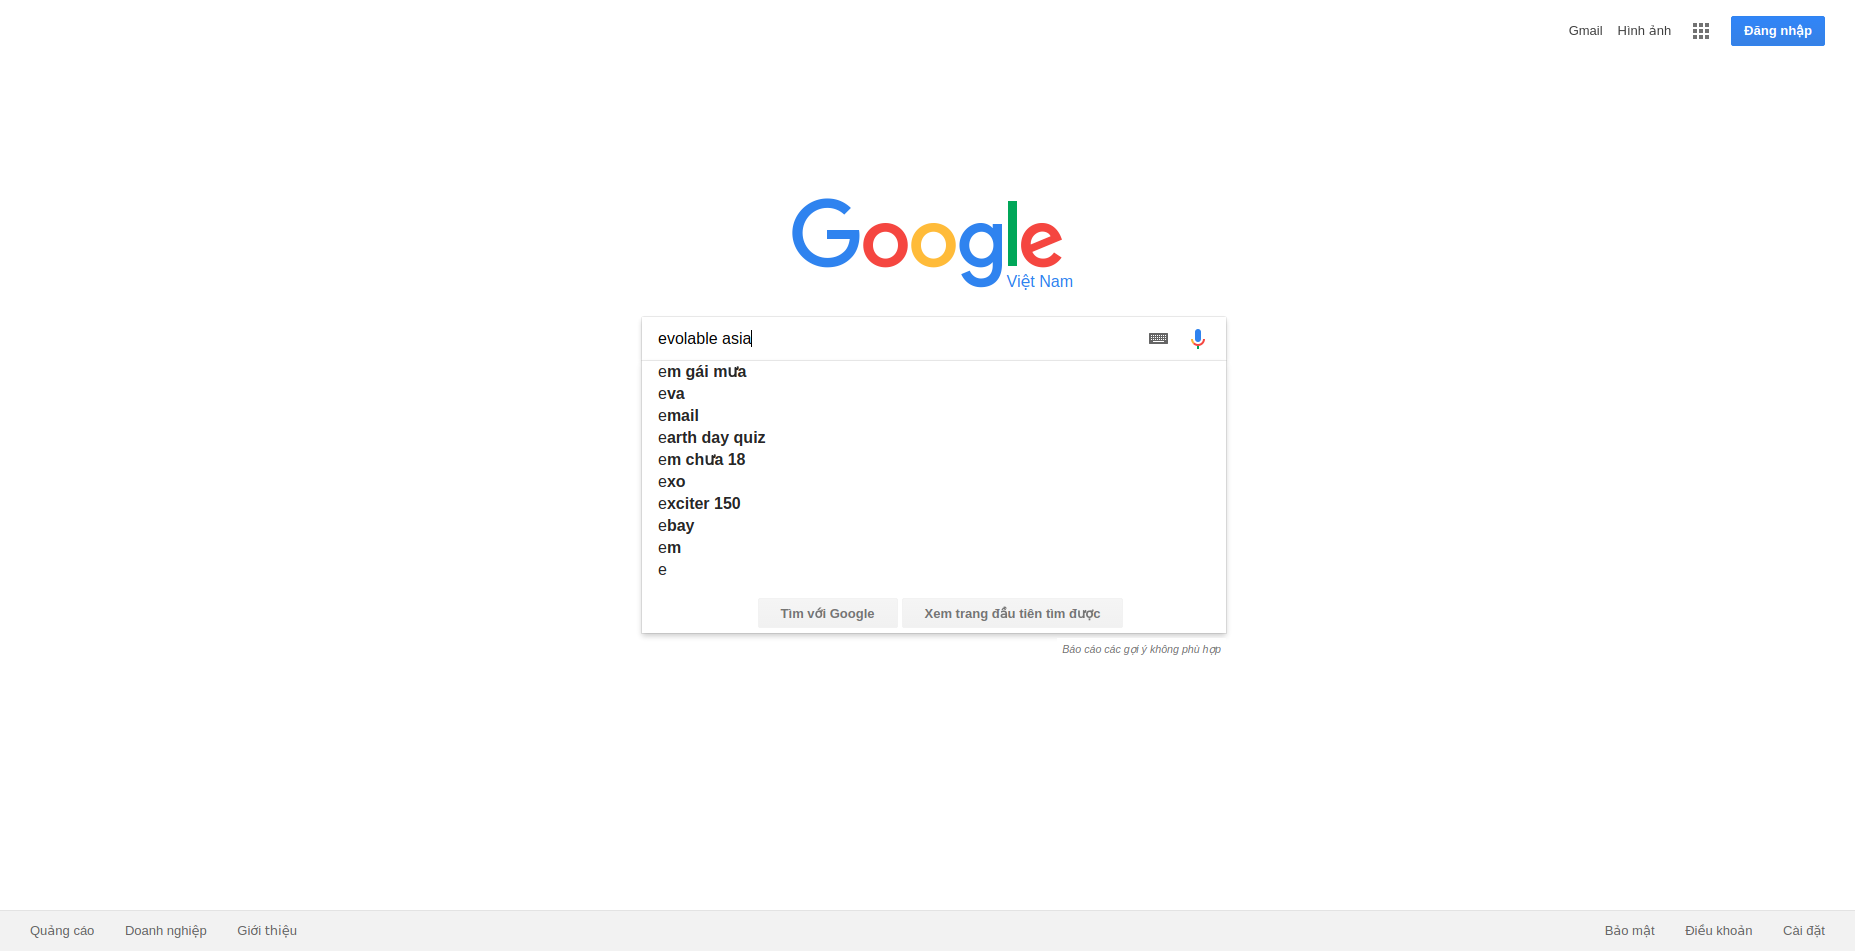 Gmail Hình ảnh Đăng nhập
Google
Việt Nam
evolable asia
em gái mưa
eva
email
earth day quiz
em chưa 18
exo
exciter 150
ebay
em
e
Tìm với Google Xem trang đầu tiên tìm được
Báo cáo các gợi ý không phù hợp
Quảng cáo Doanh nghiệp Giới thiệu Bảo mật Điều khoản Cài đặt